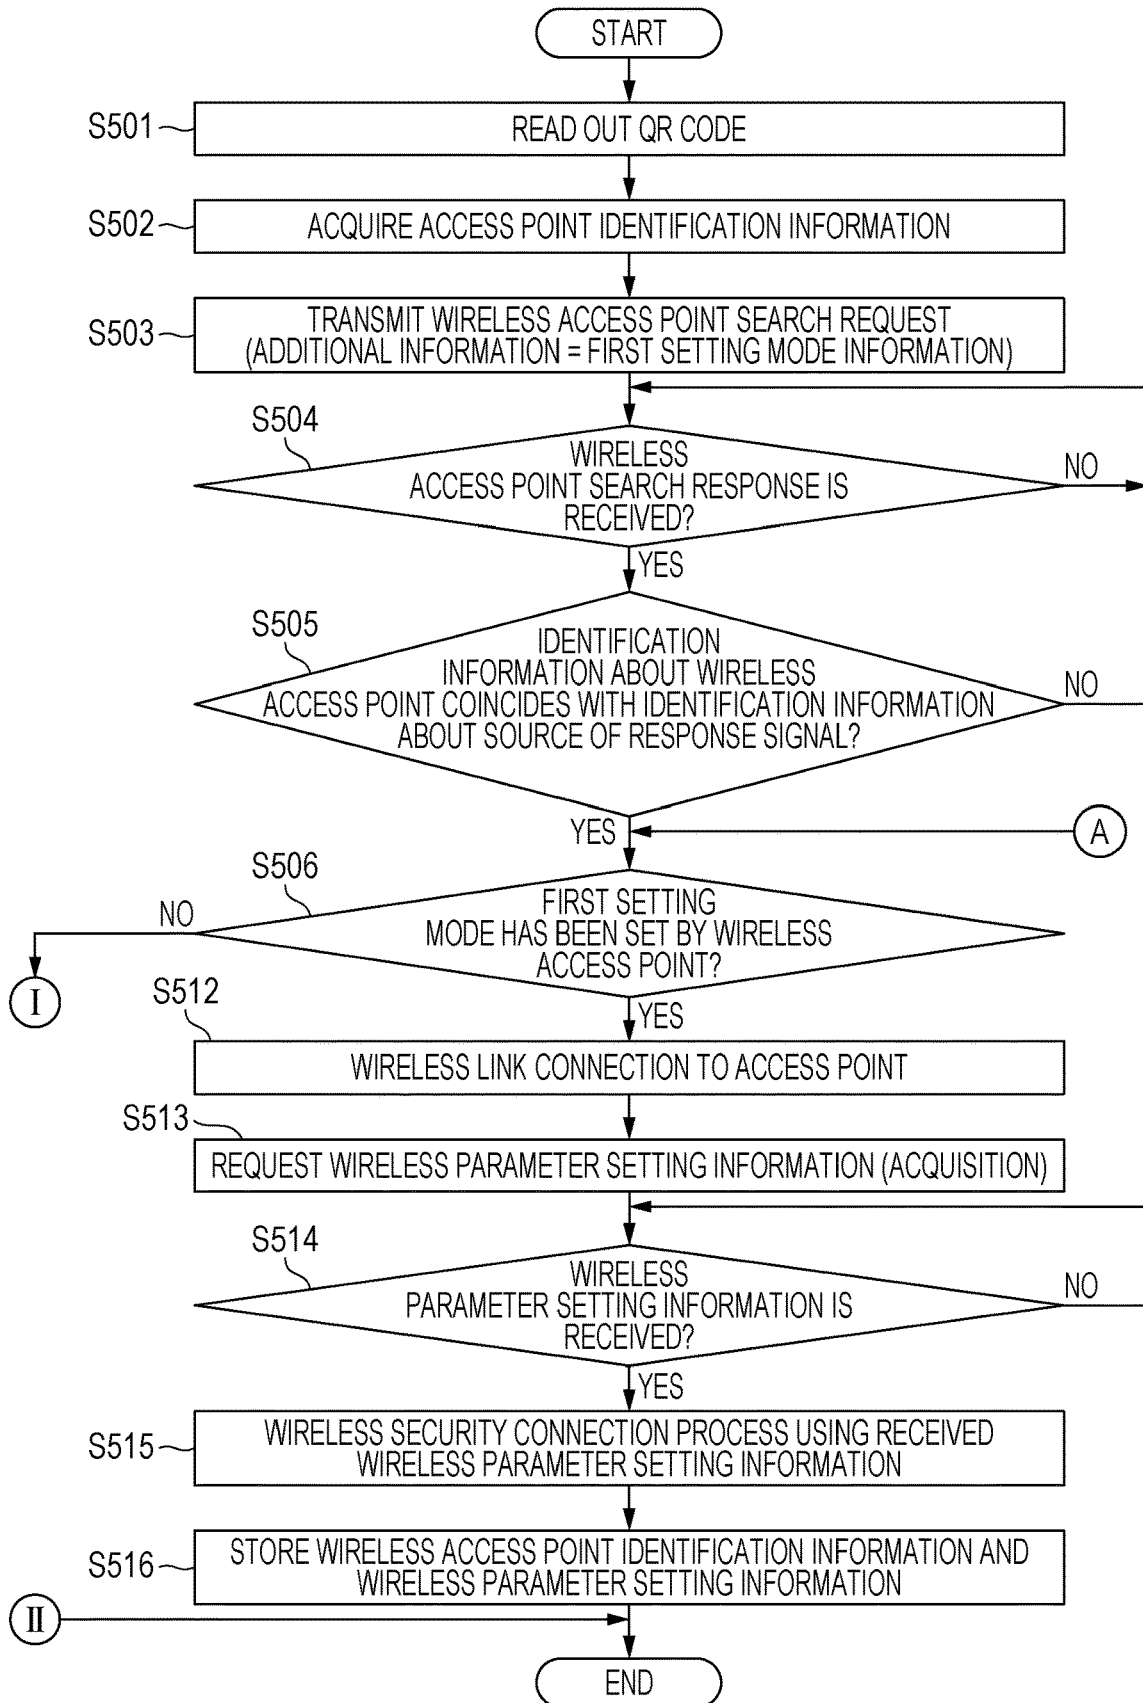 START
S501
READ OUT QR CODE
S502
ACQUIRE ACCESS POINT IDENTIFICATION INFORMATION
S503
TRANSMIT WIRELESS ACCESS POINT SEARCH REQUEST
(ADDITIONAL INFORMATION = FIRST SETTING MODE INFORMATION)
S504
WIRELESS
ACCESS POINT SEARCH RESPONSE IS
RECEIVED?
NO
YES
S505
IDENTIFICATION
INFORMATION ABOUT WIRELESS
ACCESS POINT COINCIDES WITH IDENTIFICATION INFORMATION
ABOUT SOURCE OF RESPONSE SIGNAL?
NO
YES
A
S506
FIRST SETTING
MODE HAS BEEN SET BY WIRELESS
ACCESS POINT?
NO
I
YES
S512
WIRELESS LINK CONNECTION TO ACCESS POINT
S513
REQUEST WIRELESS PARAMETER SETTING INFORMATION (ACQUISITION)
S514
WIRELESS
PARAMETER SETTING INFORMATION IS
RECEIVED?
NO
YES
S515
WIRELESS SECURITY CONNECTION PROCESS USING RECEIVED
WIRELESS PARAMETER SETTING INFORMATION
S516
STORE WIRELESS ACCESS POINT IDENTIFICATION INFORMATION AND
WIRELESS PARAMETER SETTING INFORMATION
II
END